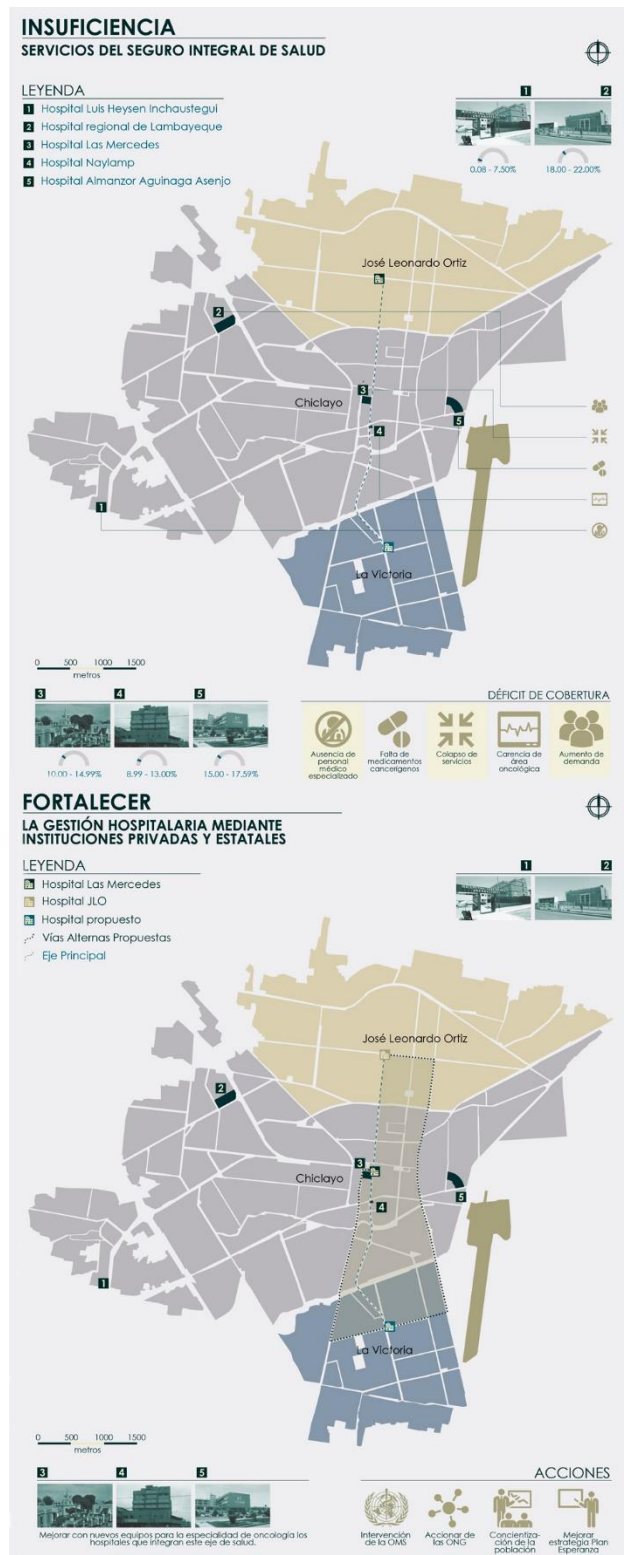 INSUFICIENCIA
SERVICIOS DEL SEGURO INTEGRAL DE SALUD
LEYENDA
1 Hospital Luis Heysen Inchaustegui
2 Hospital regional de Lambayeque
3 Hospital Las Mercedes
4 Hospital Naylamp
5 Hospital Almanzor Aguinaga Asenjo
1
2
0.08 - 7.50%
18.00 - 22.00%
José Leonardo Ortiz
2
3
Chiclayo
4
5
1
La Victoria
0 500 1000 1500
metros
3
4
5
10.00 - 14.99%
8.99 - 13.00%
15.00 - 17.59%
DÉFICIT DE COBERTURA
Ausencia de
personal
médico
especializado
Falta de
medicamentos
cancerígenos
Colapso de
servicios
Carencia de
área
oncológica
Aumento de
demanda
FORTALECER
LA GESTIÓN HOSPITALARIA MEDIANTE
INSTITUCIONES PRIVADAS Y ESTATALES
LEYENDA
Hospital Las Mercedes
Hospital JLO
Hospital propuesto
Vías Alternas Propuestas
Eje Principal
1
2
José Leonardo Ortiz
2
3
Chiclayo
4
5
1
La Victoria
0 500 1000 1500
metros
3
4
5
Mejorar con nuevos equipos para la especialidad de oncología los
hospitales que integran este eje de salud.
ACCIONES
Intervención
de la OMS
Accionar de
las ONG
Concientiza-
ción de la
población
Mejorar
estrategia Plan
Esperanza